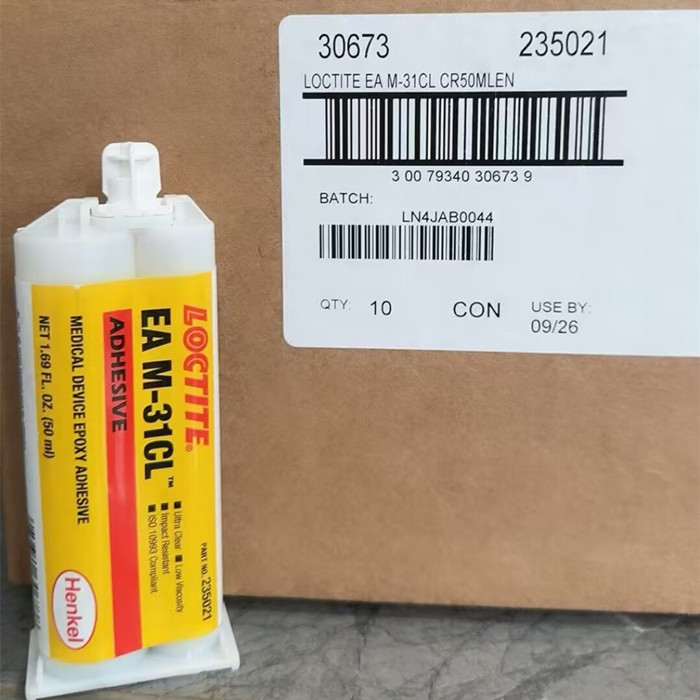 30673 235021
LOCTITE EA M-31CL CR50MLEN
3 00 79340 30673 9
BATCH:
LN4JAB0044
QTY: 10 CON USE BY:
09/26
LOCTITE®
EA M-31CL™
ADHESIVE
MEDICAL DEVICE EPOXY ADHESIVE
NET 1.69 FL. OZ. (50 ml)
■ Ultra Clear ■ Low Viscosity
■ Impact Resistant
■ ISO 10993 Compliant
PART NO. 235021
Henkel